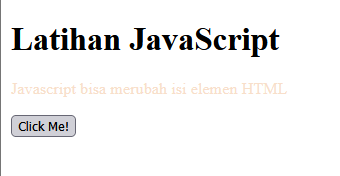 Latihan JavaScript
Javascript bisa merubah isi elemen HTML
Click Me!